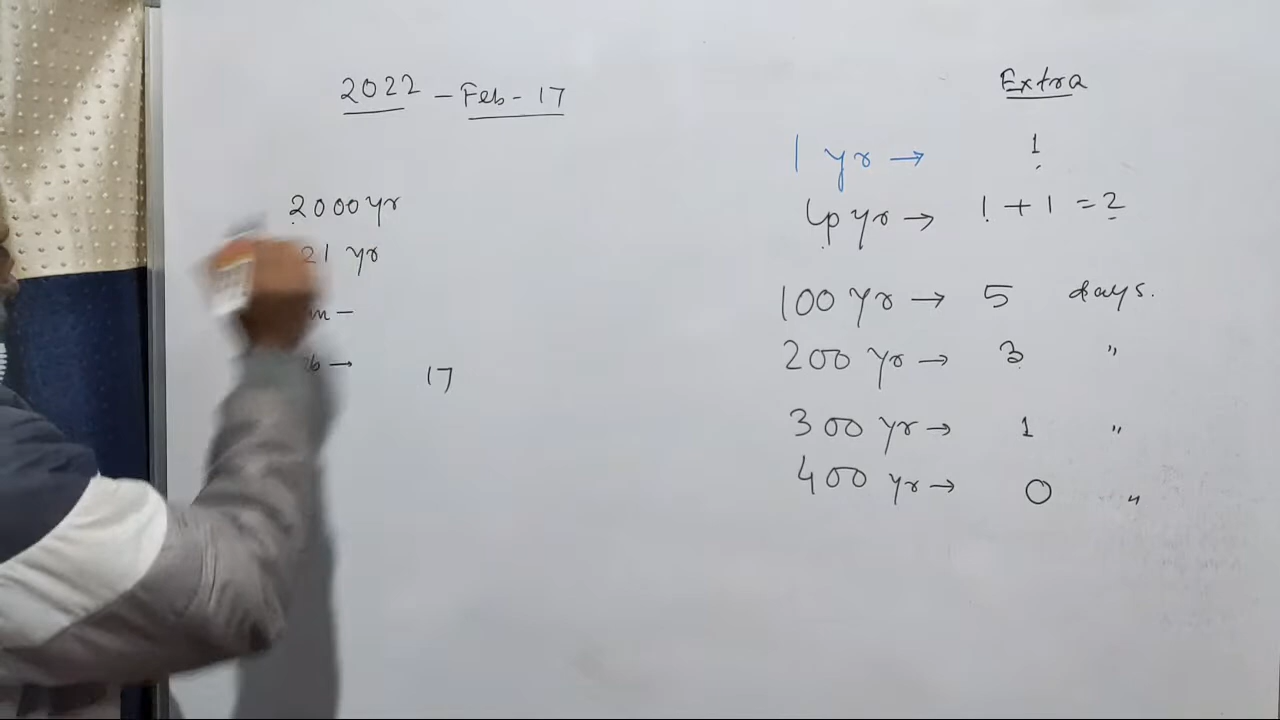 2022 - Feb - 17
2000 yr
21 yr
17
Extra
1 yr → 1
Lp yr → 1 + 1 = 2
100 yr → 5 days.
200 yr → 3 "
300 yr → 1 "
400 yr → 0 "